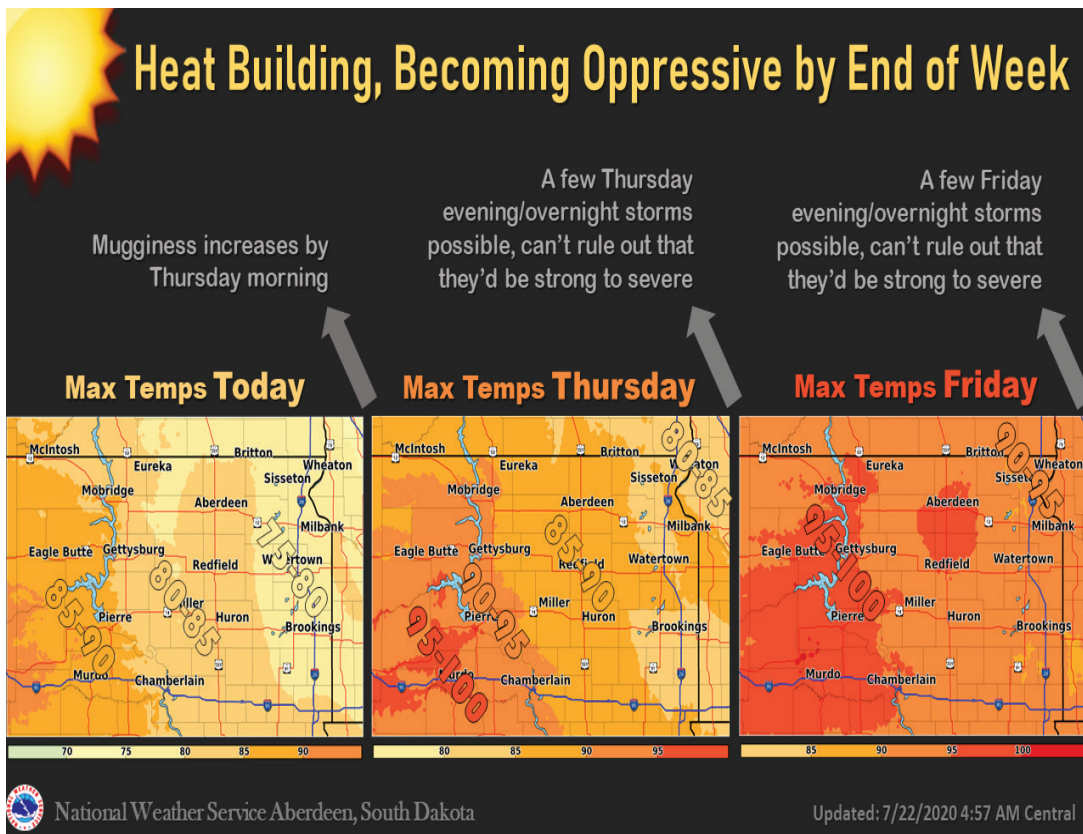 Heat Building, Becoming Oppressive by End of Week
Mugginess increases by
Thursday morning
A few Thursday
evening/overnight storms
possible, can't rule out that
they'd be strong to severe
A few Friday
evening/overnight storms
possible, can't rule out that
they'd be strong to severe
Max Temps Today
McIntosh
Eureka
Britton
Wheaton
Sisseton
Mobridge
Aberdeen
Milbank
Eagle Butte
Gettysburg
Redfield
Watertown
75-80
80-85
85-90
Miller
Pierre
Huron
Brookings
Murdo
Chamberlain
70 75 80 85 90
Max Temps Thursday
McIntosh
Eureka
Britton
Wheaton
80-85
Sisseton
Mobridge
Aberdeen
Milbank
Eagle Butte
Gettysburg
85-90
Redfield
Watertown
90-95
Miller
Pierre
Huron
Brookings
95-100
Murdo
Chamberlain
80 85 90 95
Max Temps Friday
McIntosh
Eureka
Britton
90-95
Wheaton
Sisseton
Mobridge
Aberdeen
Milbank
95-100
Eagle Butte
Gettysburg
Redfield
Watertown
Miller
Pierre
Huron
Brookings
Murdo
Chamberlain
85 90 95 100
National Weather Service Aberdeen, South Dakota
Updated: 7/22/2020 4:57 AM Central